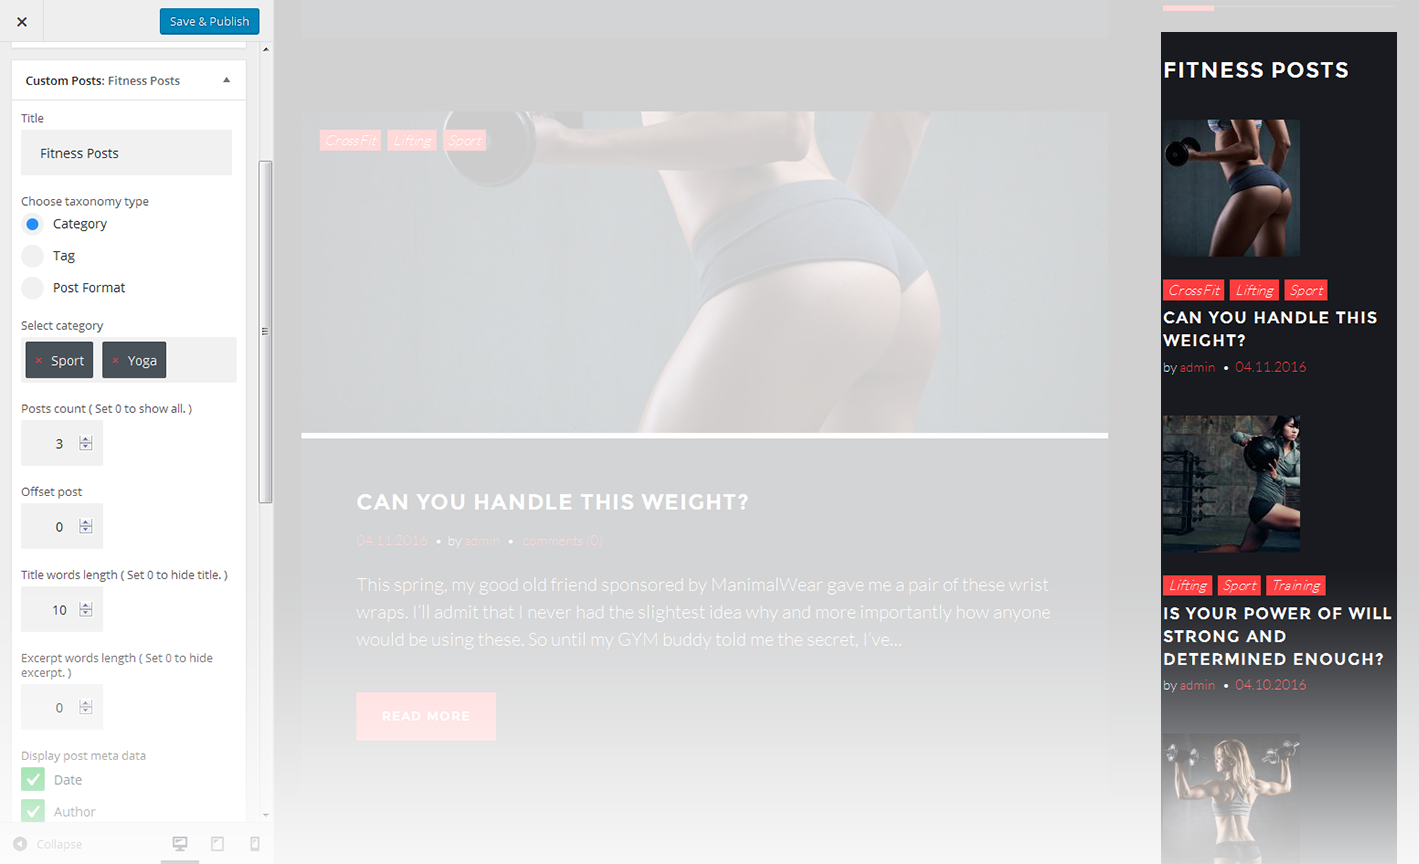 Save & Publish
Custom Posts: Fitness Posts
Title
Fitness Posts
Choose taxonomy type
Category
Tag
Post Format
Select category
× Sport × Yoga
Posts count ( Set 0 to show all. )
3
Offset post
0
Title words length ( Set 0 to hide title. )
10
Excerpt words length ( Set 0 to hide
excerpt. )
0
Display post meta data
Date
Author
Collapse
CrossFit Lifting Sport
CAN YOU HANDLE THIS WEIGHT?
04.11.2016 • by admin • comments (0)
This spring, my good old friend sponsored by ManimalWear gave me a pair of these wrist
wraps. I'll admit that I never had the slightest idea why and more importantly how anyone
would be using these. So until my GYM buddy told me the secret, I've...
READ MORE
FITNESS POSTS
CrossFit Lifting Sport
CAN YOU HANDLE THIS
WEIGHT?
by admin • 04.11.2016
Lifting Sport Training
IS YOUR POWER OF WILL
STRONG AND
DETERMINED ENOUGH?
by admin • 04.10.2016